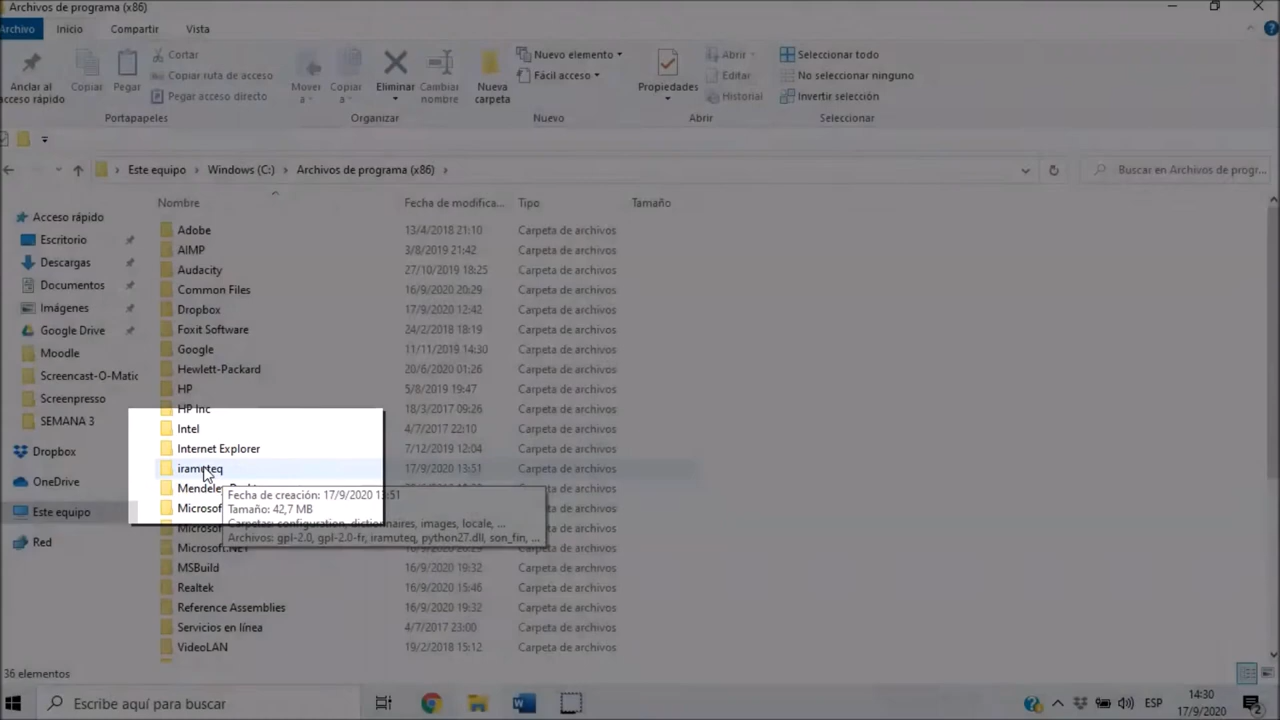 Archivos de programa (x86)
Archivo Inicio Compartir Vista
Anclar al acceso rápido
Copiar
Pegar
Cortar
Copiar ruta de acceso
Pegar acceso directo
Portapapeles
Mover a
Copiar a
Eliminar
Cambiar nombre
Organizar
Nueva carpeta
Nuevo elemento
Fácil acceso
Nuevo
Propiedades
Abrir
Editar
Historial
Abrir
Seleccionar todo
No seleccionar ninguno
Invertir selección
Seleccionar
Este equipo > Windows (C:) > Archivos de programa (x86) >
Buscar en Archivos de progr...
Acceso rápido
Escritorio
Descargas
Documentos
Imágenes
Google Drive
Moodle
Screencast-O-Matic
Screenpresso
SEMANA 3
Dropbox
OneDrive
Este equipo
Red
Nombre Fecha de modifica... Tipo Tamaño
Adobe 13/4/2018 21:10 Carpeta de archivos
AIMP 3/8/2019 21:42 Carpeta de archivos
Audacity 27/10/2019 18:25 Carpeta de archivos
Common Files 16/9/2020 20:29 Carpeta de archivos
Dropbox 17/9/2020 12:42 Carpeta de archivos
Foxit Software 24/2/2018 18:19 Carpeta de archivos
Google 11/11/2019 14:30 Carpeta de archivos
Hewlett-Packard 20/6/2020 01:26 Carpeta de archivos
HP 5/8/2019 19:47 Carpeta de archivos
HP Inc 18/3/2017 09:26 Carpeta de archivos
Intel 4/7/2017 22:10 Carpeta de archivos
Internet Explorer 7/12/2019 12:04 Carpeta de archivos
iramuteq 17/9/2020 13:51 Carpeta de archivos
Carpeta de archivos
Carpeta de archivos
Microsoft.NET Carpeta de archivos
MSBuild 16/9/2020 19:32 Carpeta de archivos
Realtek 16/9/2020 15:46 Carpeta de archivos
Reference Assemblies 16/9/2020 19:32 Carpeta de archivos
Servicios en línea 4/7/2017 23:00 Carpeta de archivos
VideoLAN 19/2/2018 15:12 Carpeta de archivos
Fecha de creación: 17/9/2020 13:51
Tamaño: 42,7 MB
Carpetas: configuration, dictionnaires, images, locale, ...
Archivos: gpl-2.0, gpl-2.0-fr, iramuteq, python27.dll, son_fin, ...
36 elementos
Escribe aquí para buscar
ESP
14:30
17/9/2020
2